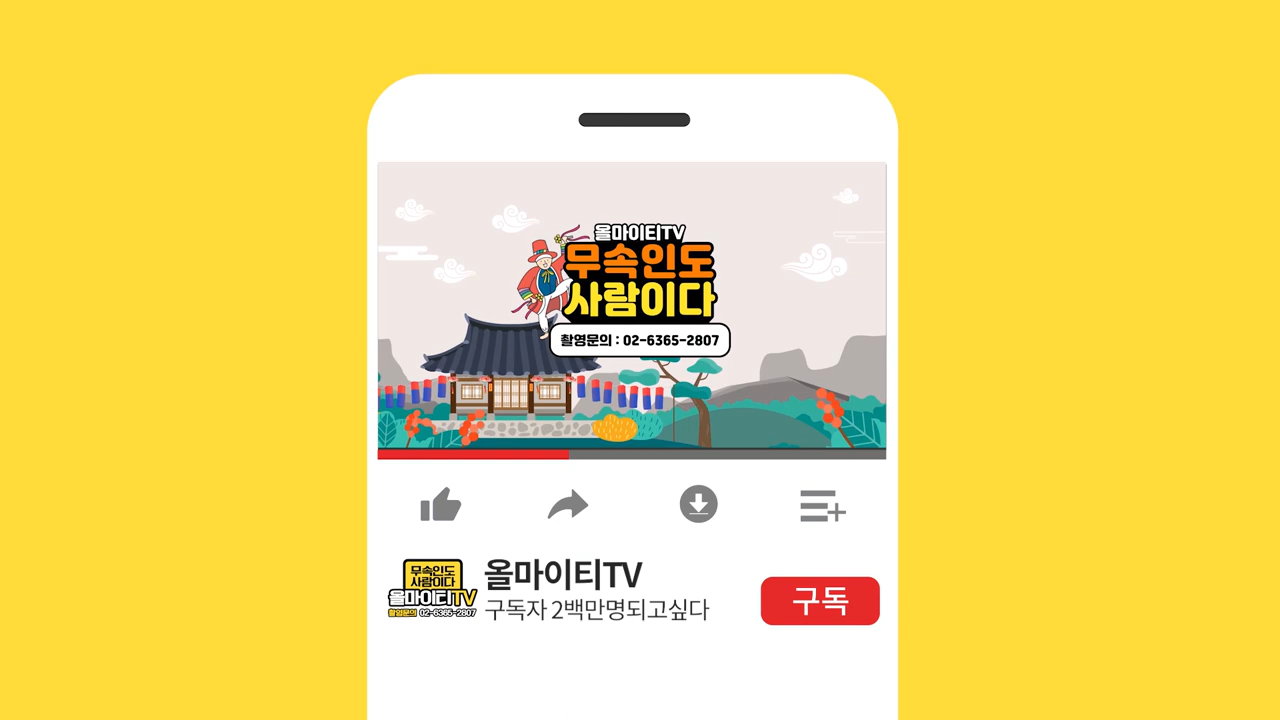 올마이티TV
무속인도
사람이다
촬영문의 : 02-6365-2807
무속인도
사람이다
올마이티TV
촬영문의 02-6365-2807
올마이티TV
구독자 2백만명되고싶다
구독